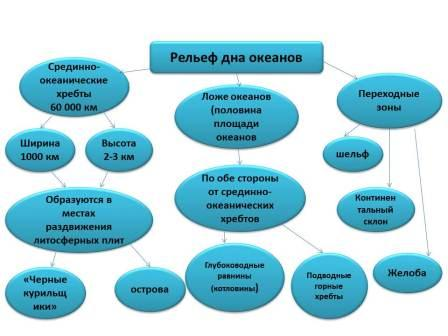 Рельеф дна океанов
Срединно-
океанические
хребты
60 000 км
Ширина
1000 км
Высота
2-3 км
Образуются в
местах
раздвижения
литосферных плит
«Черные
курильщ
ики»
острова
Ложе океанов
(половина
площади
океанов
По обе стороны
от срединно-
океанических
хребтов
Глубоководные
равнины
(котловины)
Подводные
горные
хребты
Переходные
зоны
шельф
Континен
тальный
склон
Желоба